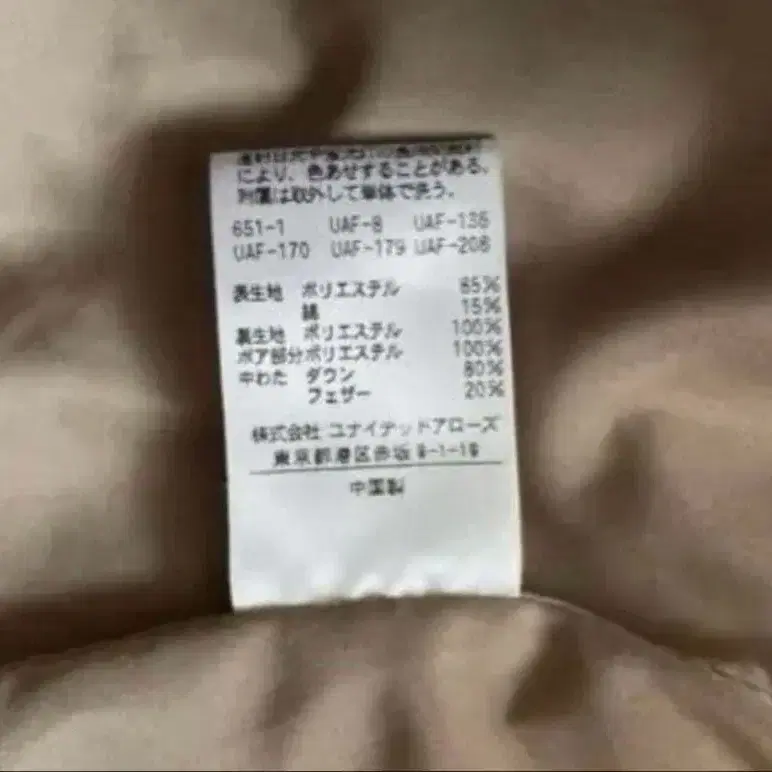 により、色あせすることがある。
附属は取外して単体で洗う。
651-1 UAF-8 UAF-136
UAF-170 UAF-179 UAF-208
表生地 ポリエステル 85%
綿 15%
裏生地 ポリエステル 100%
ボア部分 ポリエステル 100%
中わた ダウン 80%
フェザー 20%
株式会社 ユナイテッドアローズ
東京都港区赤坂
中国製